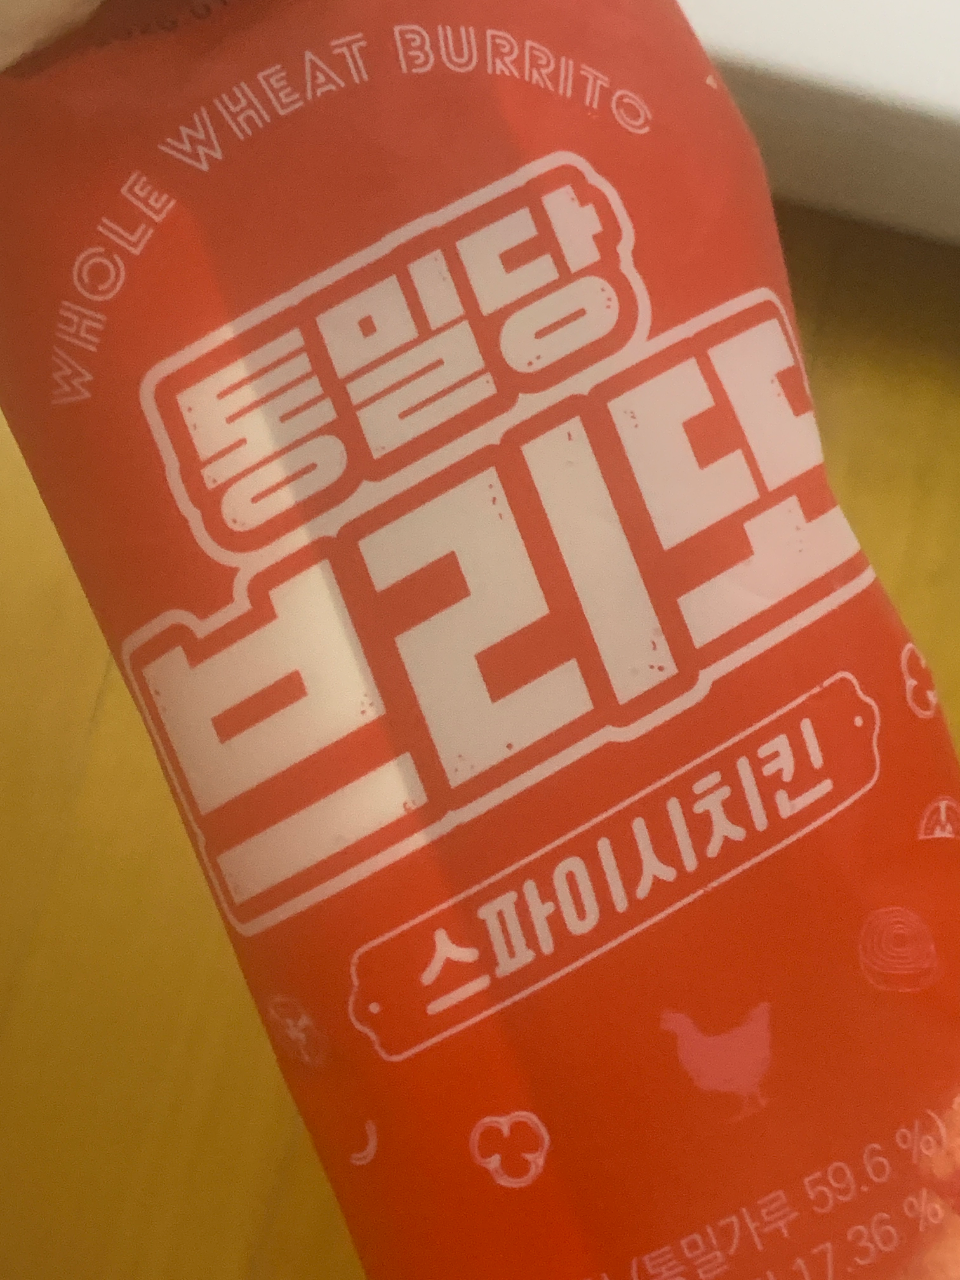 WHOLE WHEAT BURRITO
통밀당
브리또
스파이시치킨
(통밀가루 59.6 %)
17.36 %